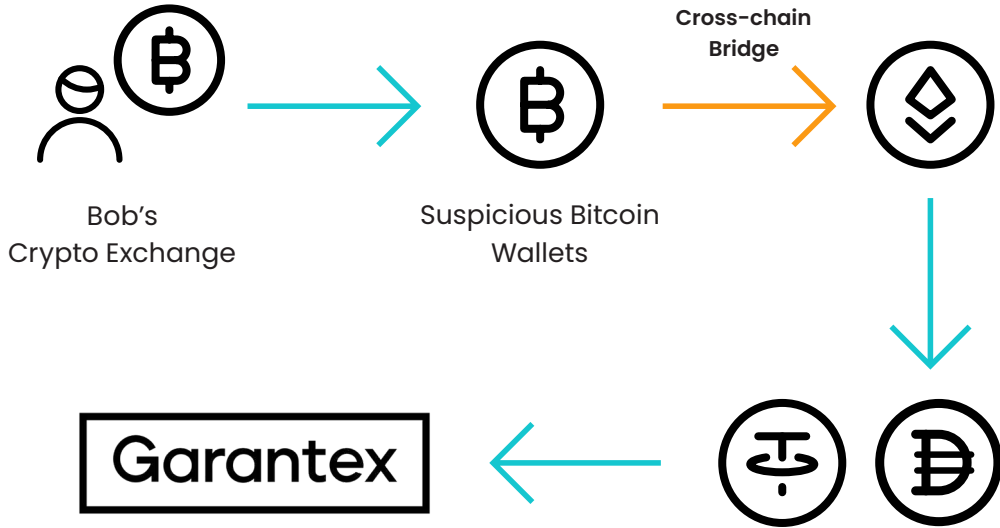 Cross-chain
Bridge
Bob’s
Crypto Exchange
Suspicious Bitcoin
Wallets
Garantex